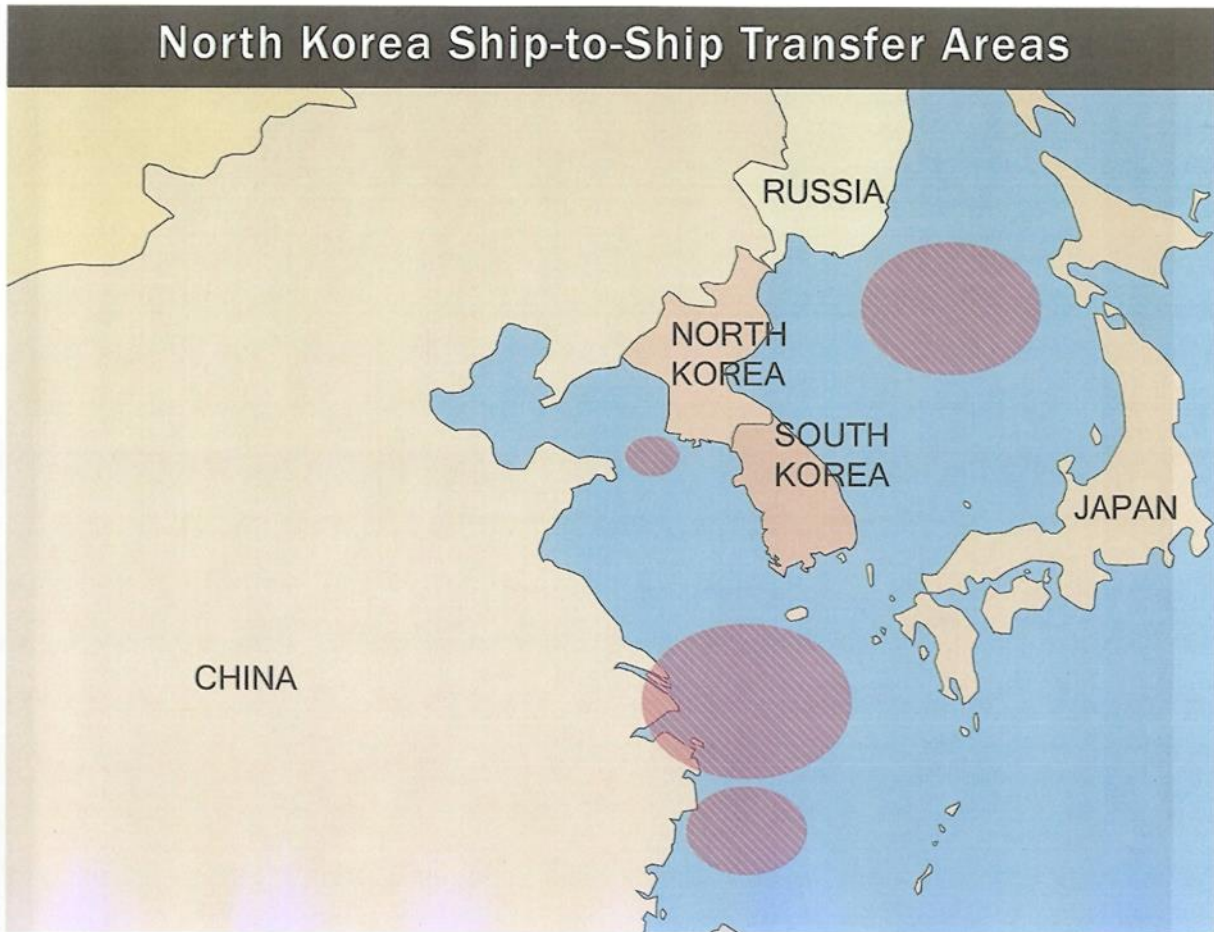 North Korea Ship-to-Ship Transfer Areas
RUSSIA
NORTH
KOREA
SOUTH
KOREA
JAPAN
CHINA